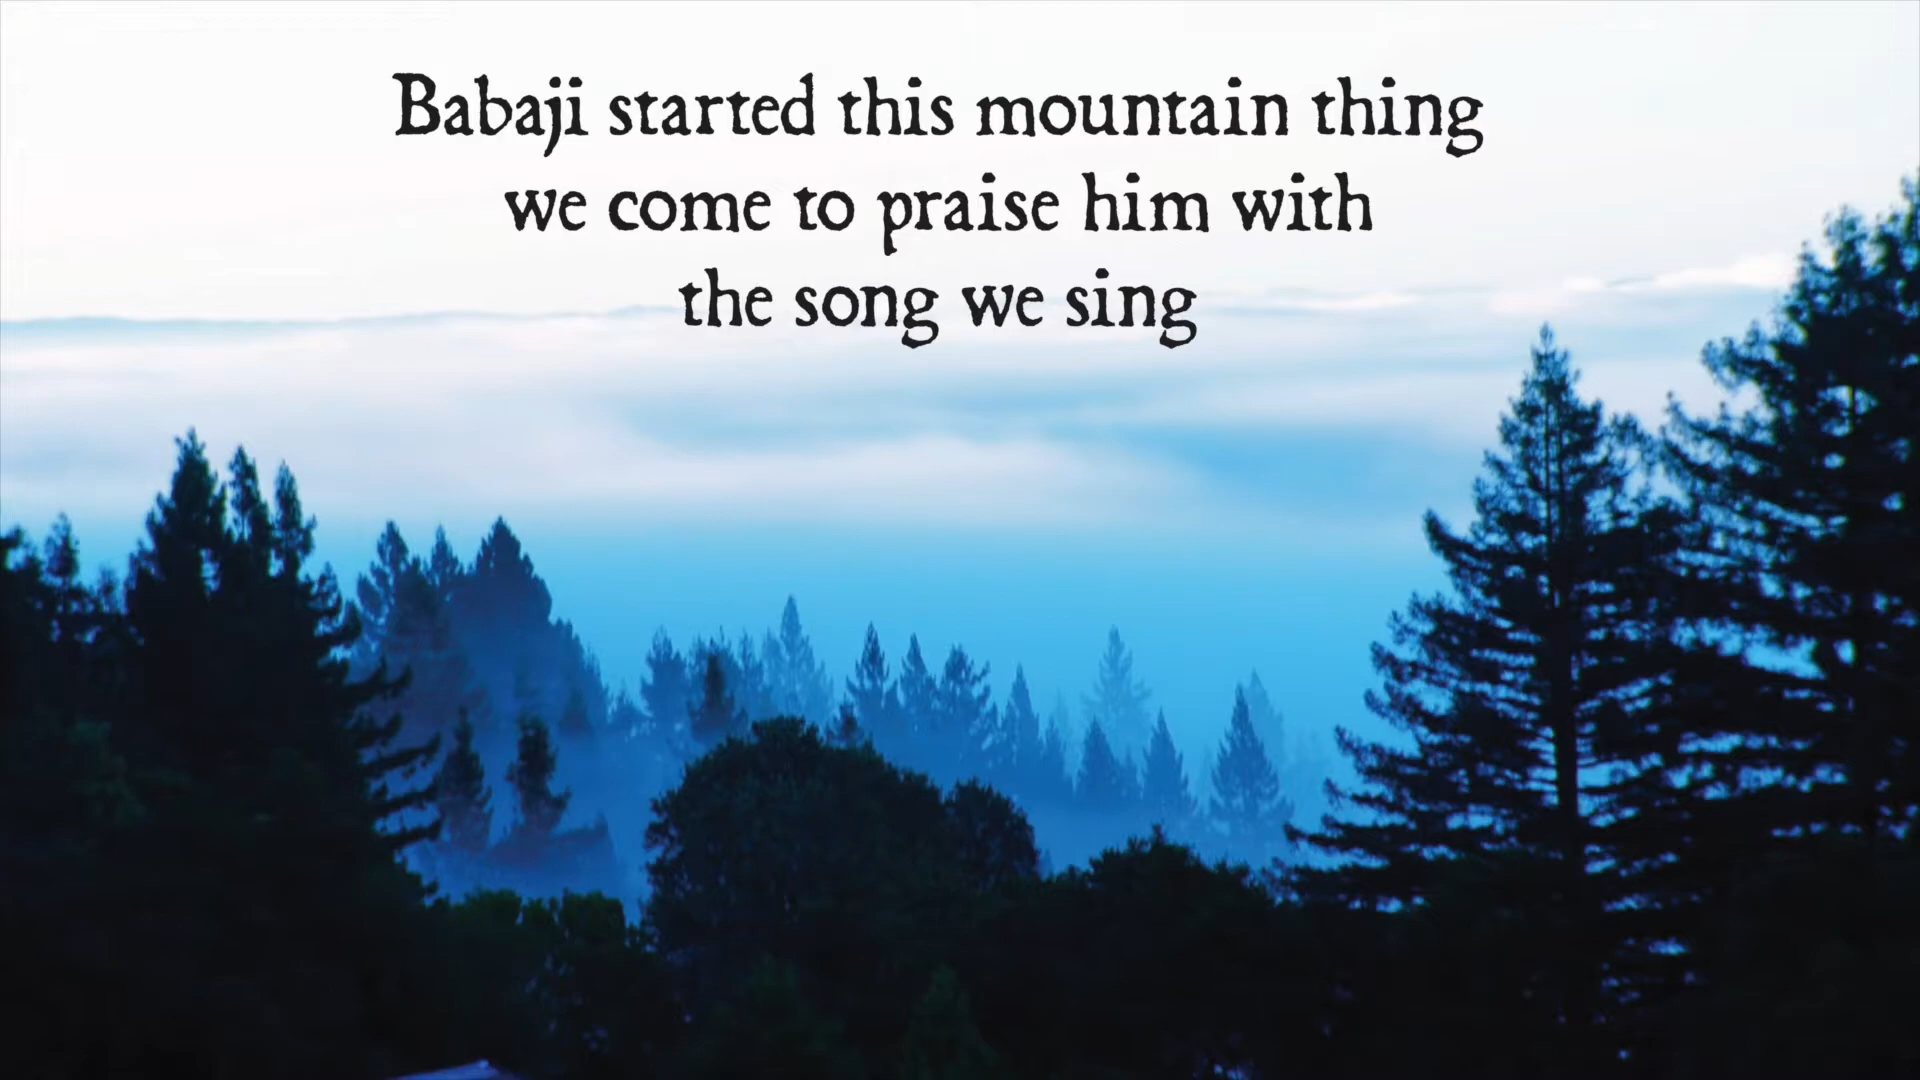 Babaji started this mountain thing
we come to praise him with
the song we sing